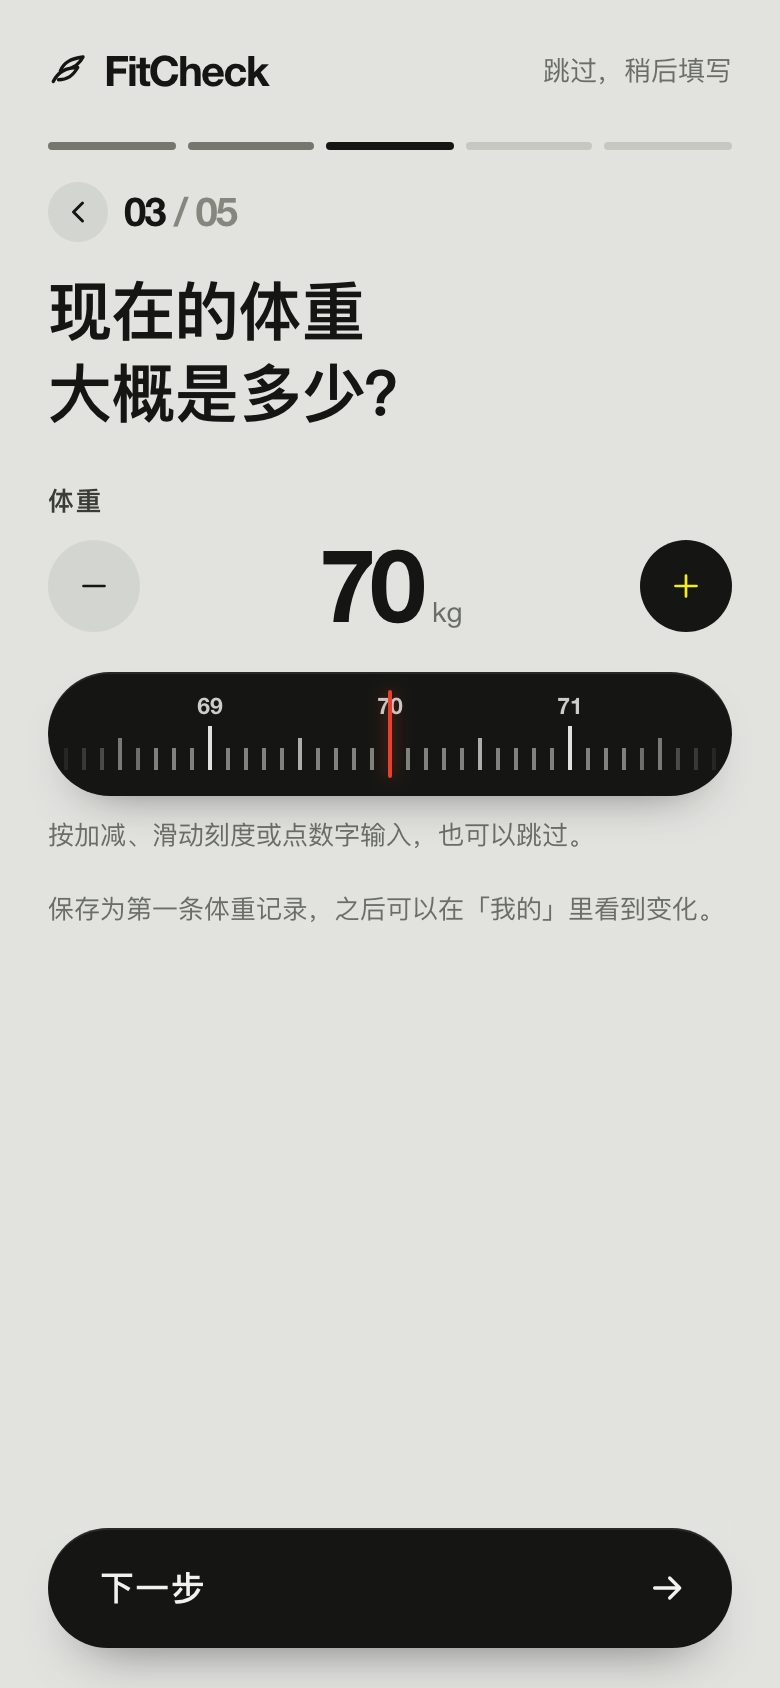 FitCheck
跳过，稍后填写
03 / 05
现在的体重
大概是多少?
体重
70 kg
69 70 71
按加减、滑动刻度或点数字输入，也可以跳过。
保存为第一条体重记录，之后可以在「我的」里看到变化。
下一步